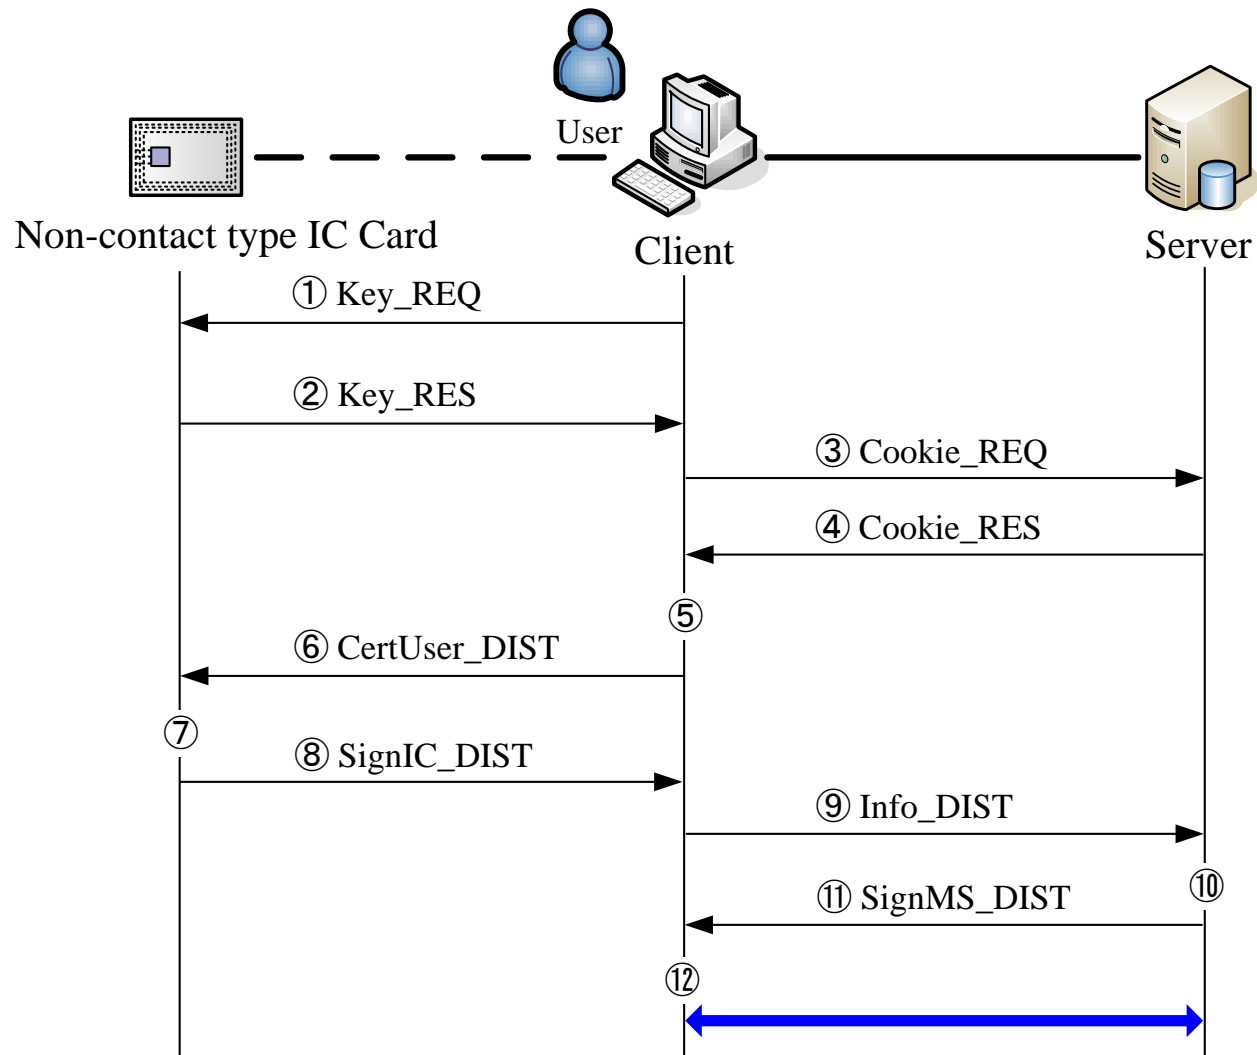 User
Non-contact type IC Card
Client
Server
① Key_REQ
② Key_RES
③ Cookie_REQ
④ Cookie_RES
⑤
⑥ CertUser_DIST
⑦
⑧ SignIC_DIST
⑨ Info_DIST
⑩
⑪ SignMS_DIST
⑫